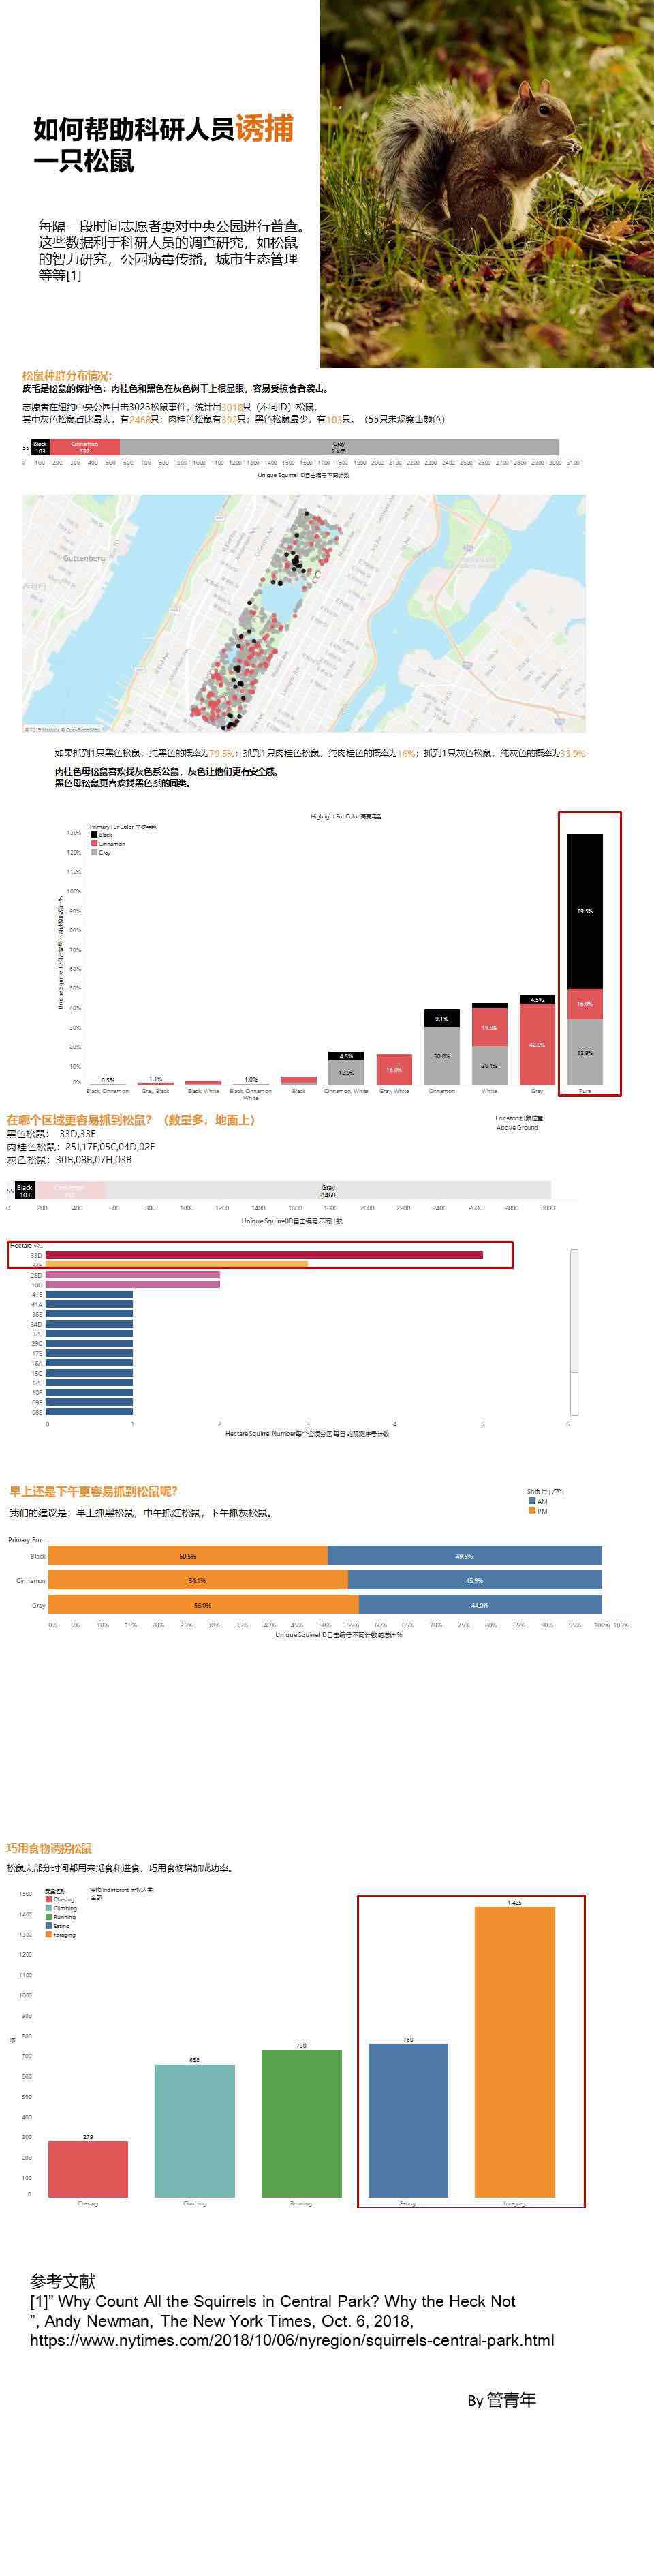 如何帮助科研人员诱捕
一只松鼠
每隔一段时间志愿者要对中央公园进行普查。
这些数据利于科研人员的调查研究，如松鼠
的智力研究，公园病毒传播，城市生态管理
等等[1]
松鼠种群分布情况：
皮毛是松鼠的保护色：肉桂色和黑色在灰色树干上很显眼，容易受掠食者袭击。
志愿者在纽约中央公园目击3023松鼠事件，统计出3018只（不同ID）松鼠，
其中灰色松鼠占比最大，有2468只；肉桂色松鼠有392只；黑色松鼠最少，有103只。（55只未观察出颜色）
55 Black 103 Cinnamon 392 Gray 2,468
0 100 200 300 400 500 600 700 800 900 1000 1100 1200 1300 1400 1500 1600 1700 1800 1900 2000 2100 2200 2300 2400 2500 2600 2700 2800 2900 3000 3100
Unique Squirrel ID目击编号 不同计数
Guttenberg
© 2019 Mapbox © OpenStreetMap
如果抓到1只黑色松鼠，纯黑色的概率为79.5%；抓到1只肉桂色松鼠，纯肉桂色的概率为16%；抓到1只灰色松鼠，纯灰色的概率为33.9%
肉桂色母松鼠喜欢找灰色系公鼠，灰色让他们更有安全感。
黑色母松鼠更喜欢找黑色系的同类。
Highlight Fur Color 高亮毛色
Primary Fur Color 主要毛色
Black
Cinnamon
Gray
130%
120%
110%
100%
90%
80%
70%
60%
50%
40%
30%
20%
10%
0%
0.5% 1.1% 1.0% 4.5% 12.9% 16.0% 9.1% 30.0% 19.9% 20.1% 4.5% 42.0% 79.5% 16.0% 33.9%
Black, Cinnamon Gray, Black Black, White Black, Cinnamon, White Black Cinnamon, White Gray, White Cinnamon White Gray Pure
在哪个区域更容易抓到松鼠？（数量多，地面上）
Location松鼠位置
Above Ground
黑色松鼠： 33D,33E
肉桂色松鼠：25I,17F,05C,04D,02E
灰色松鼠：30B,08B,07H,03B
55 Black 103 Cinnamon 392 Gray 2,468
0 200 400 600 800 1000 1200 1400 1600 1800 2000 2200 2400 2600 2800 3000
Unique Squirrel ID目击编号 不同计数
Hectare 公..
33D
33E
28D
10G
41B
41A
36B
34D
32E
29C
17E
16A
15C
12E
10F
09F
08E
0 1 2 3 4 5 6
Hectare Squirrel Number每个公顷分区 每日的观测序号 计数
早上还是下午更容易抓到松鼠呢？
我们的建议是：早上抓黑松鼠，中午抓红松鼠，下午抓灰松鼠。
Shift上午/下午
AM
PM
Primary Fur..
Black 50.5% 49.5%
Cinnamon 54.1% 45.9%
Gray 56.0% 44.0%
0% 5% 10% 15% 20% 25% 30% 35% 40% 45% 50% 55% 60% 65% 70% 75% 80% 85% 90% 95% 100% 105%
Unique Squirrel ID目击编号 不同计数 的总计 %
巧用食物诱拐松鼠
松鼠大部分时间都用来觅食和进食，巧用食物增加成功率。
度量名称
Chasing
Climbing
Running
Eating
foraging
全部
1500
1400
1300
1200
1100
1000
900
800
700
600
500
400
300
200
100
0
值
279 658 730 760 1,435
Chasing Climbing Running Eating foraging
参考文献
[1]” Why Count All the Squirrels in Central Park? Why the Heck Not
”, Andy Newman, The New York Times, Oct. 6, 2018,
https://www.nytimes.com/2018/10/06/nyregion/squirrels-central-park.html
By 管青年